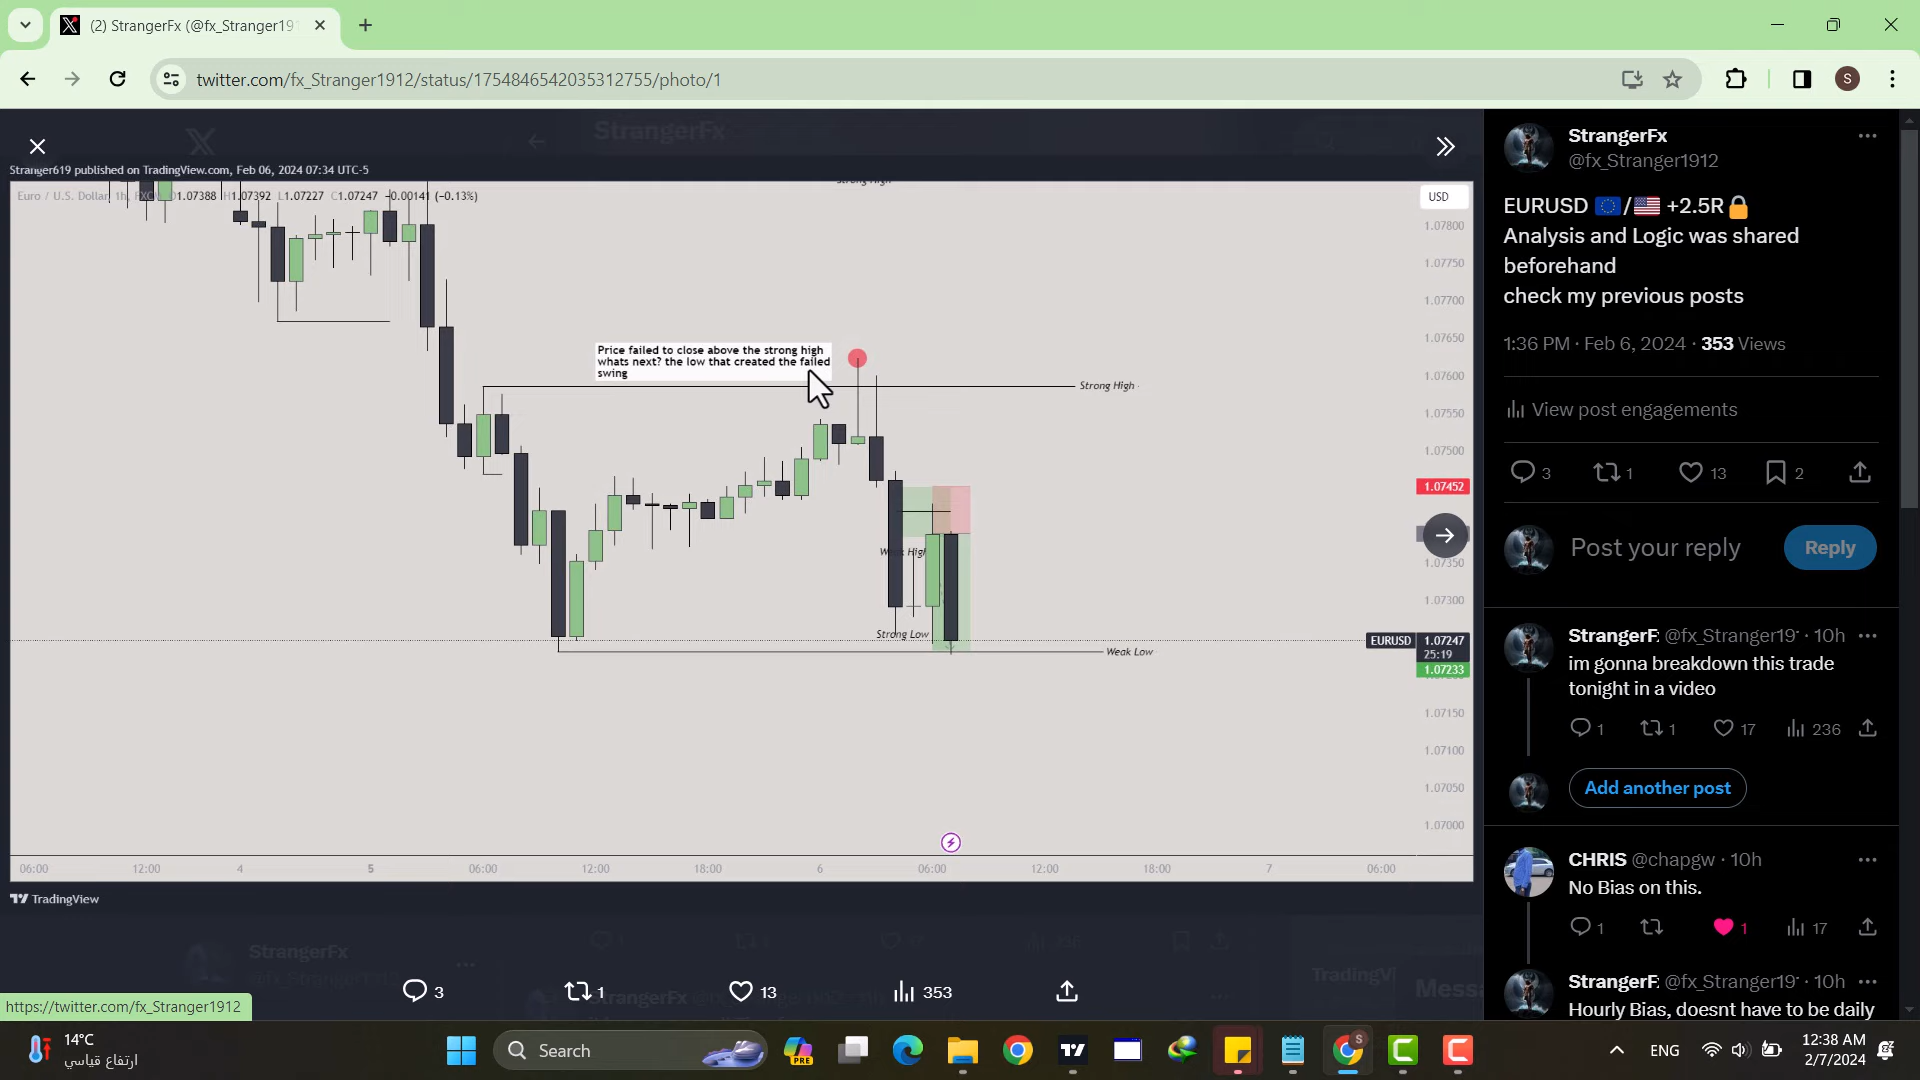 (2) StrangerFx (@fx_Stranger191
twitter.com/fx_Stranger1912/status/1754846542035312755/photo/1
S
StrangerFx
Stranger619 published on TradingView.com, Feb 06, 2024 07:34 UTC-5
Euro / U.S. Dollar, 1h, FXCM O1.07388 H1.07392 L1.07227 C1.07247 −0.00141 (−0.13%)
Strong High
USD
1.07800
1.07750
1.07700
1.07650
1.07600
1.07550
1.07500
1.07452
1.07350
1.07300
EURUSD 1.07247
25:19
1.07233
1.07150
1.07100
1.07050
1.07000
Price failed to close above the strong high
whats next? the low that created the failed
swing
Strong High
Weak High
Strong Low
Weak Low
06:00 12:00 4 5 06:00 12:00 18:00 6 06:00 12:00 18:00 7 06:00
TradingView
StrangerFx
3 1 13 353
https://twitter.com/fx_Stranger1912
StrangerFx
@fx_Stranger1912
EURUSD 🇪🇺/🇺🇸 +2.5R🔒
Analysis and Logic was shared
beforehand
check my previous posts
1:36 PM · Feb 6, 2024 · 353 Views
View post engagements
3 1 13 2
Post your reply
Reply
StrangerF: @fx_Stranger19 · 10h
im gonna breakdown this trade
tonight in a video
1 1 17 236
Add another post
CHRIS @chapgw · 10h
No Bias on this.
1 1 17
StrangerF: @fx_Stranger19 · 10h
Hourly Bias, doesnt have to be daily
14°C
ارتفاع قياسي
Search
PRE
ENG
12:38 AM
2/7/2024